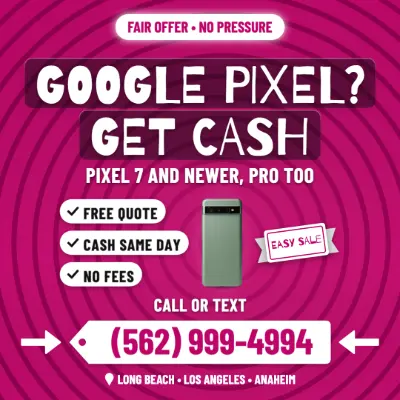 FAIR OFFER • NO PRESSURE
GOOGLE PIXEL?
GET CASH
PIXEL 7 AND NEWER, PRO TOO
FREE QUOTE
CASH SAME DAY
NO FEES
EASY SALE
CALL OR TEXT
(562) 999-4994
LONG BEACH • LOS ANGELES • ANAHEIM